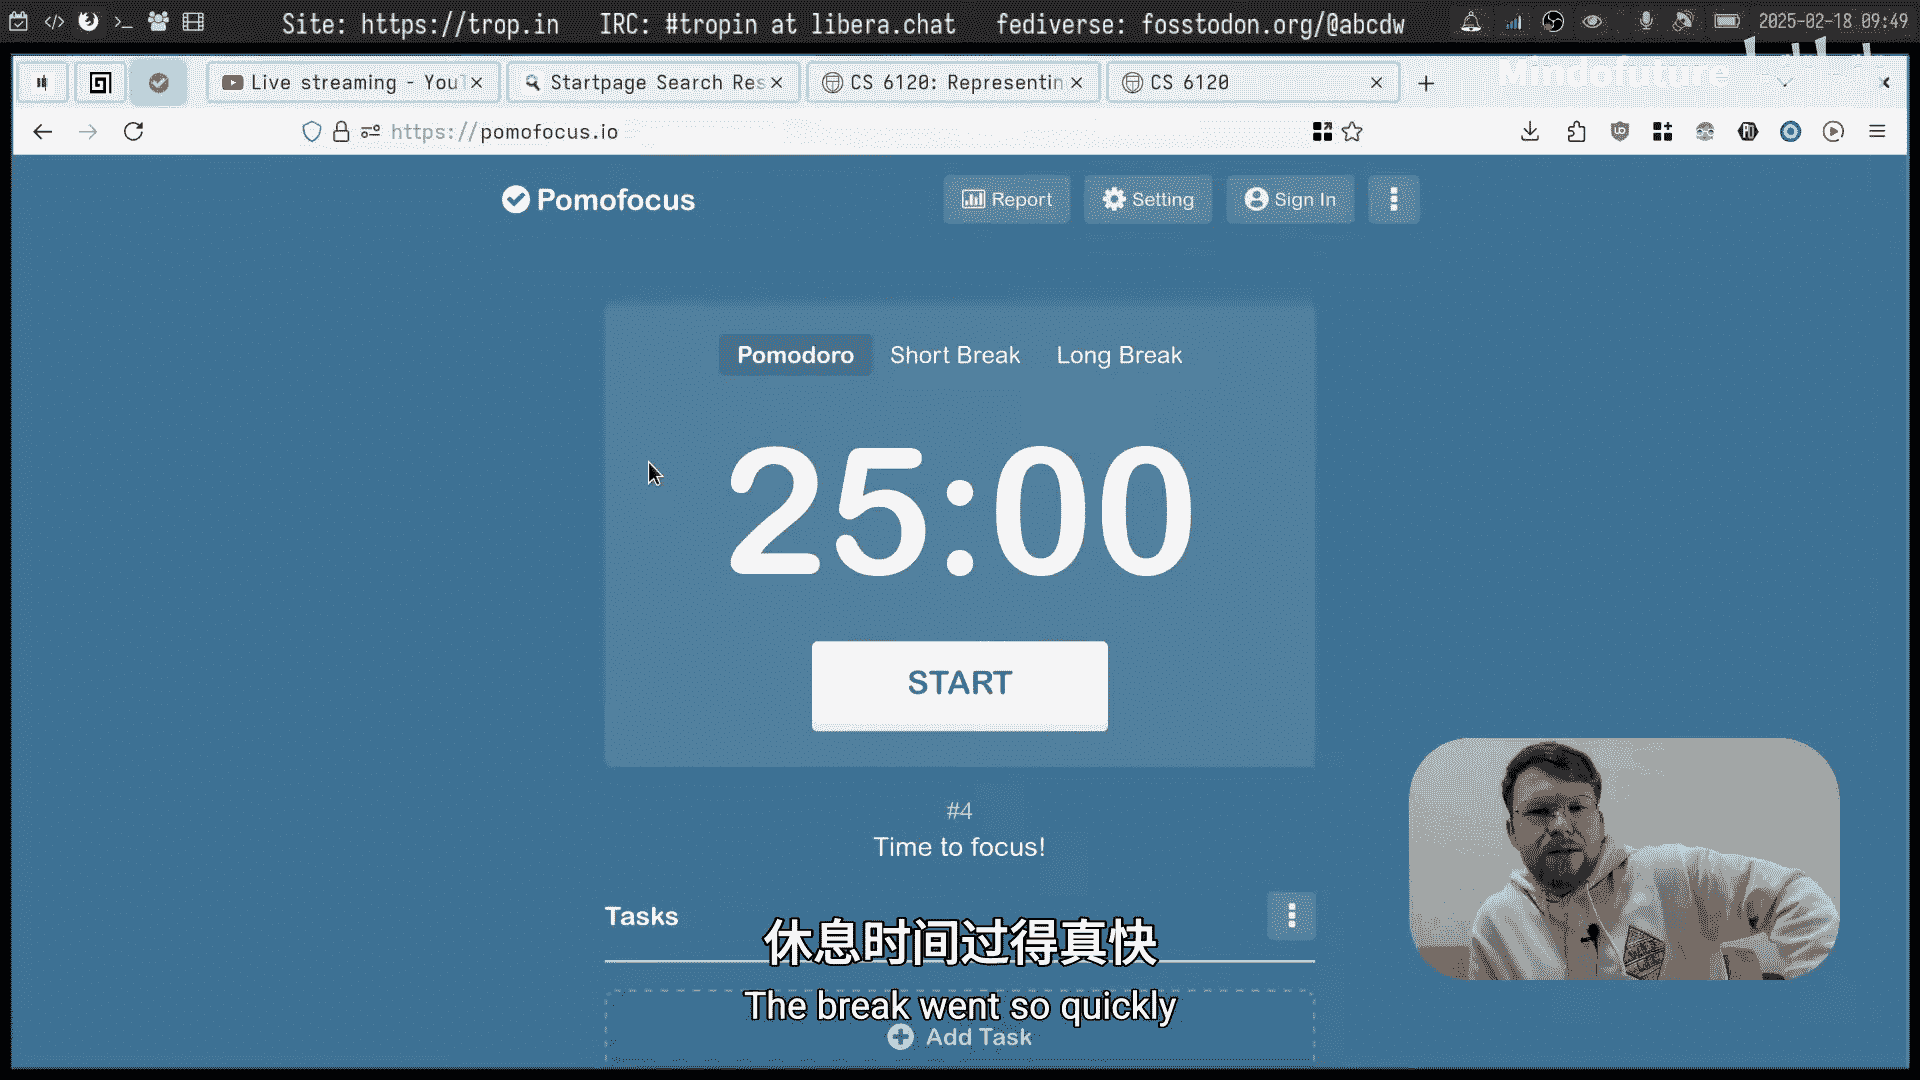 Site: https://trop.in IRC: #tropin at libera.chat fediverse: fosstodon.org/@abcdw
2025-02-18 09:49
Live streaming - YouT
Startpage Search Res
CS 6120: Representin
CS 6120
Mindofuture
https://pomofocus.io
Pomofocus
Report
Setting
Sign In
Pomodoro
Short Break
Long Break
25:00
START
#4
Time to focus!
Tasks
休息时间过得真快
The break went so quickly
Add Task